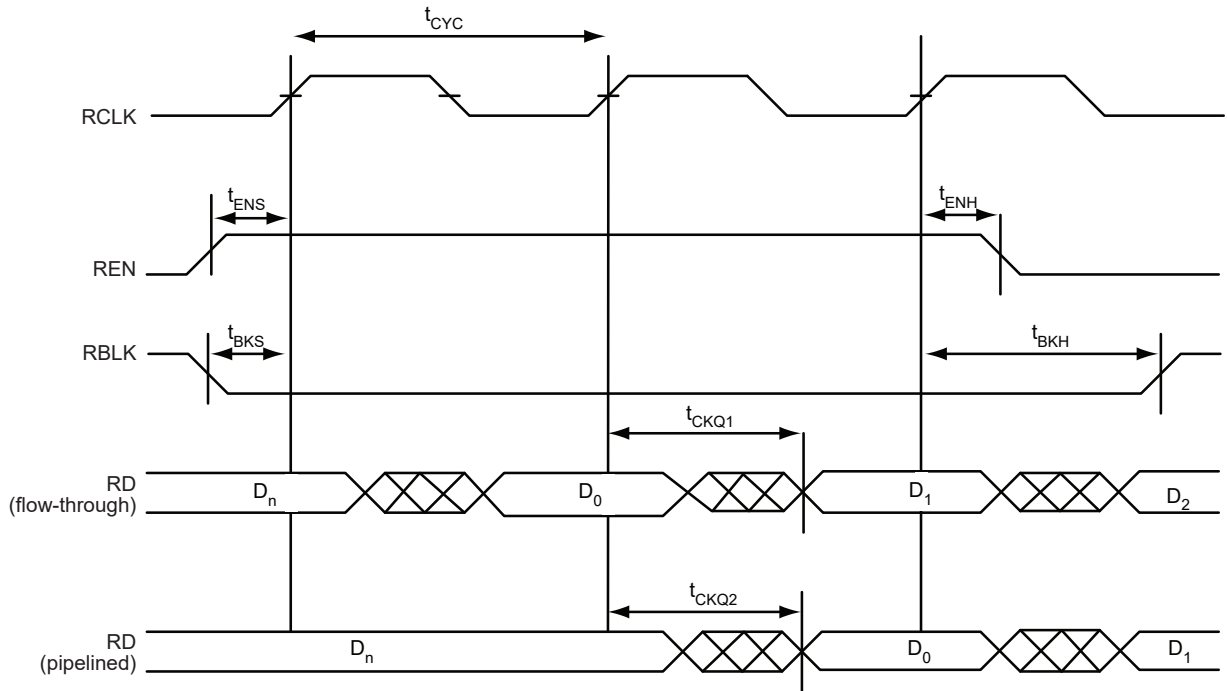 tCYC
RCLK
tENS
tENH
REN
tBKS
RBLK
tBKH
tCKQ1
RD
(flow-through)
Dn
D0
D1
D2
tCKQ2
RD
(pipelined)
Dn
D0
D1